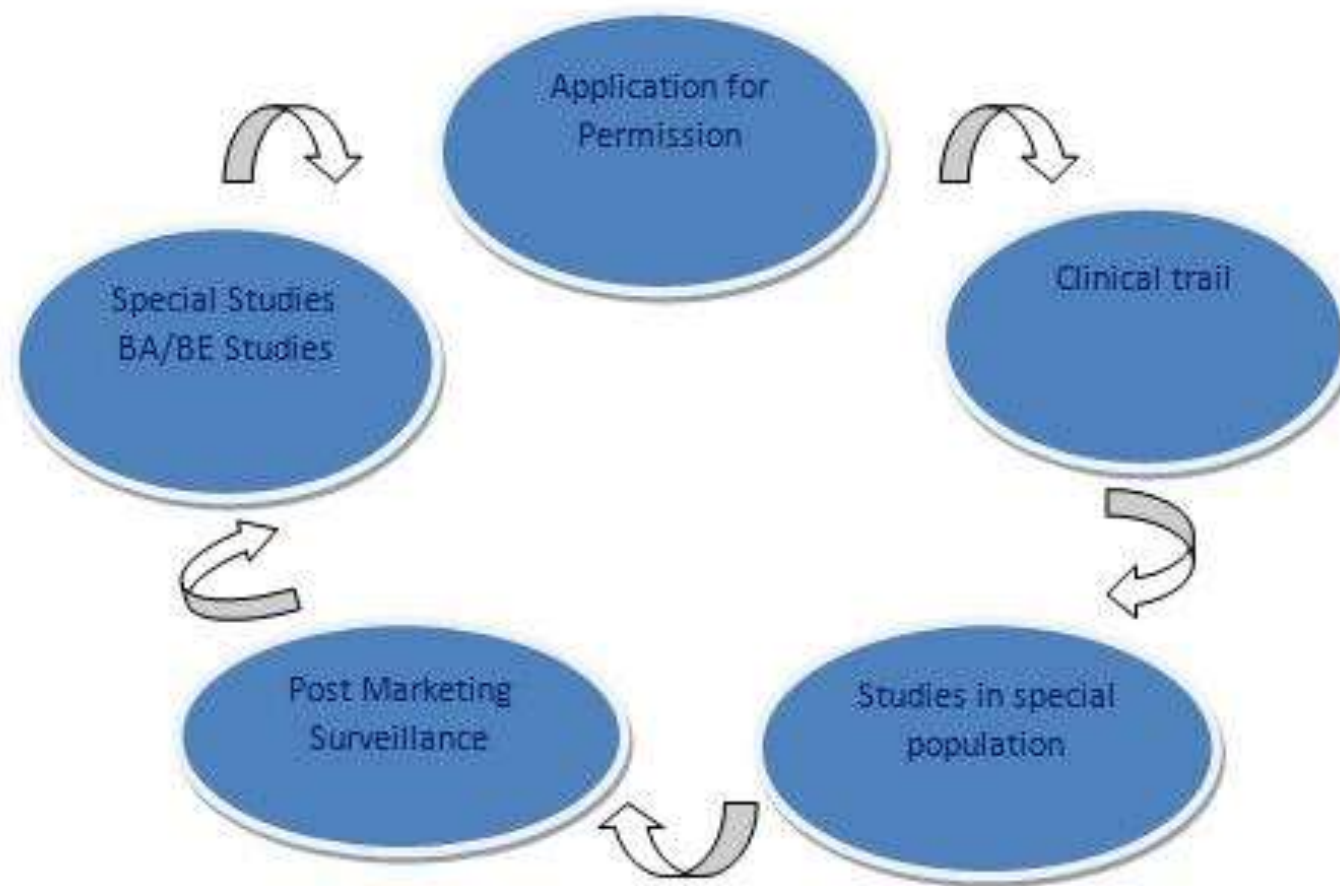 Application for
Permission
Clinical trail
Studies in special
population
Post Marketing
Surveillance
Special Studies
BA/BE Studies